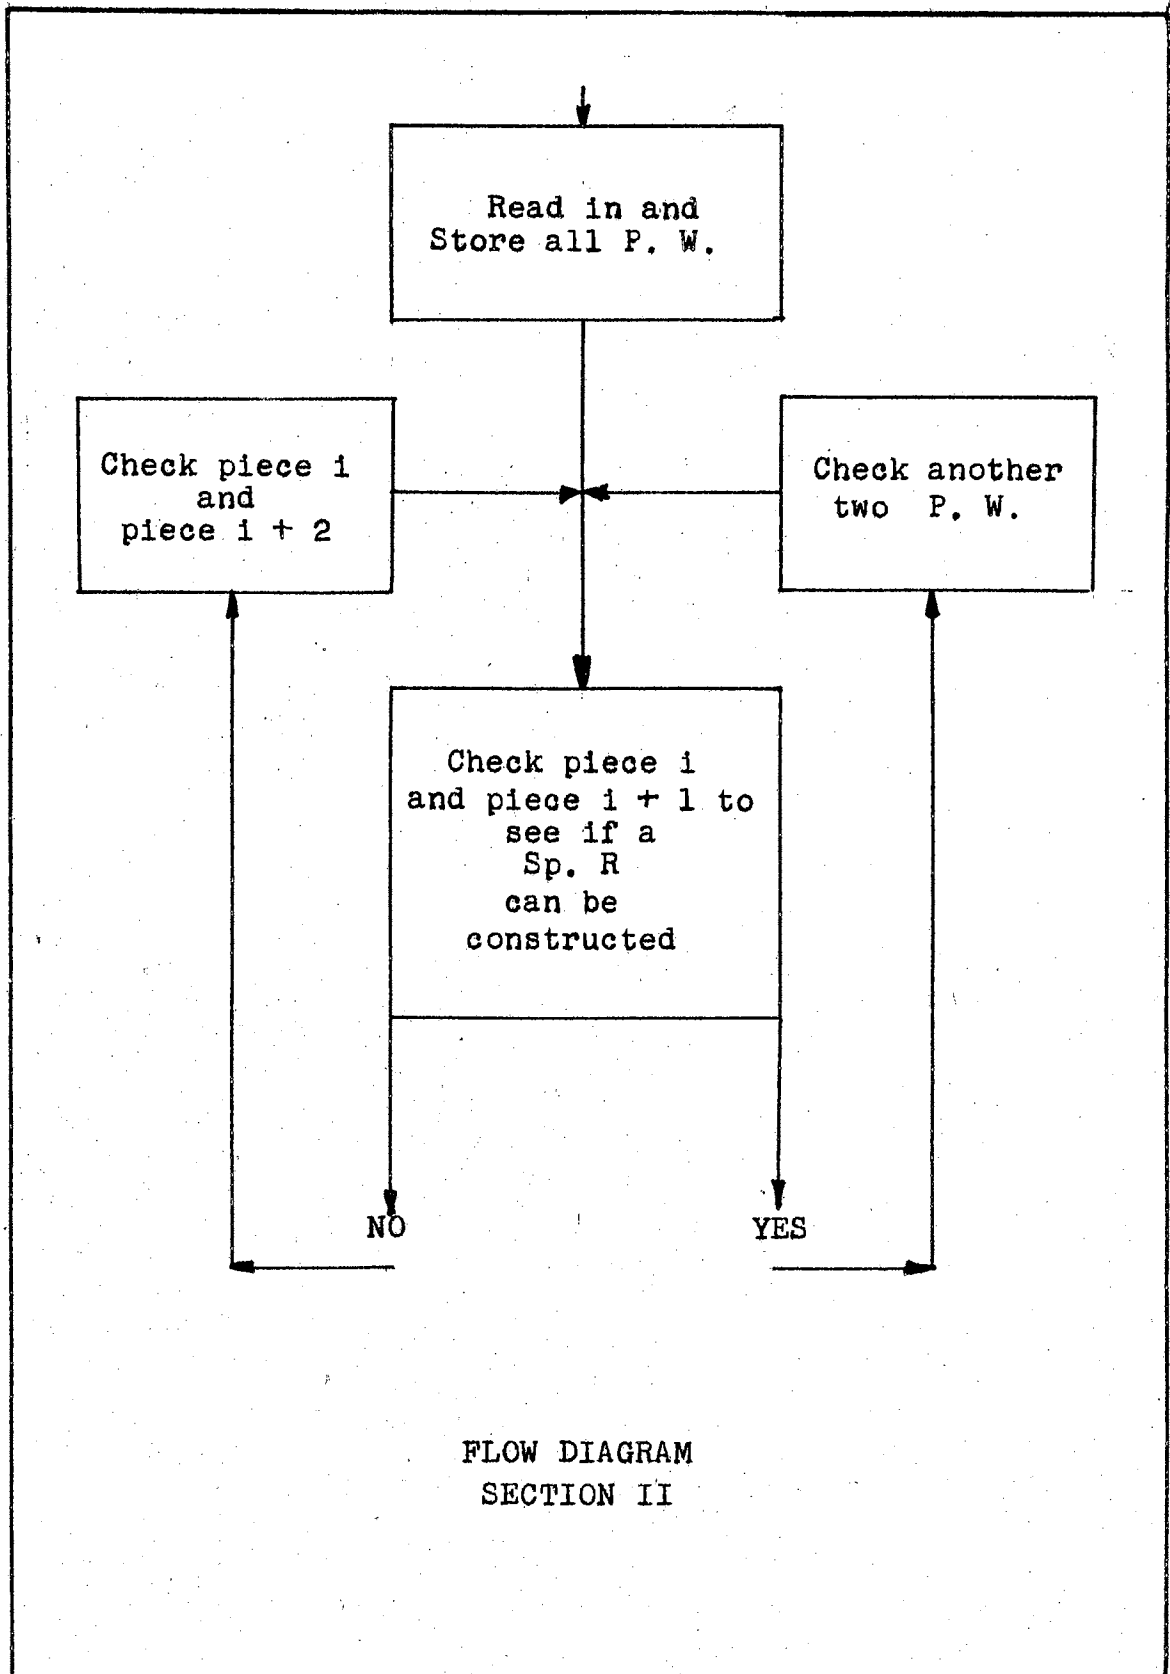 Read in and
Store all P. W.
Check piece i
and
piece i + 2
Check another
two P. W.
Check piece i
and piece i + 1 to
see if a
Sp. R
can be
constructed
NO
YES
FLOW DIAGRAM
SECTION II